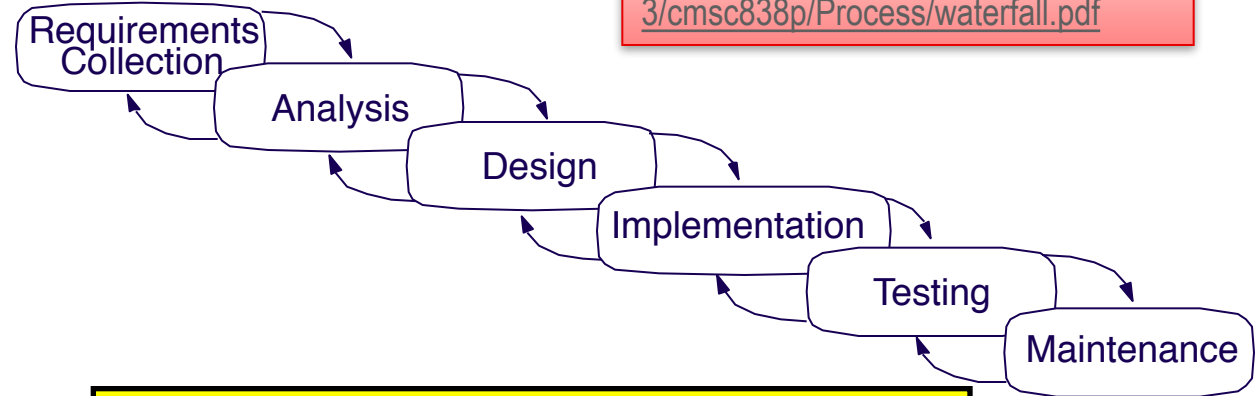 3/cmsc838p/Process/waterfall.pdf
Requirements
Collection
Analysis
Design
Implementation
Testing
Maintenance